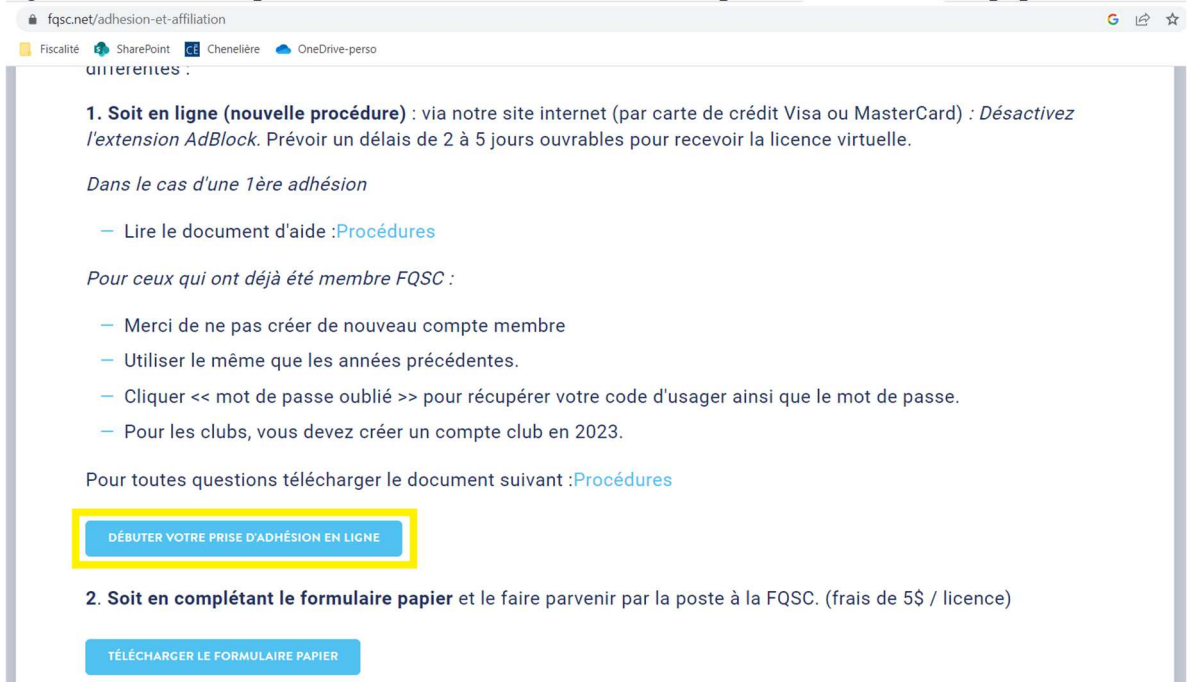 fqsc.net/adhesion-et-affiliation
Fiscalité SharePoint CĒ Chenelière OneDrive-perso
différentes :
1. Soit en ligne (nouvelle procédure) : via notre site internet (par carte de crédit Visa ou MasterCard) : Désactivez
l'extension AdBlock. Prévoir un délais de 2 à 5 jours ouvrables pour recevoir la licence virtuelle.
Dans le cas d'une 1ère adhésion
— Lire le document d'aide :Procédures
Pour ceux qui ont déjà été membre FQSC :
— Merci de ne pas créer de nouveau compte membre
— Utiliser le même que les années précédentes.
— Cliquer << mot de passe oublié >> pour récupérer votre code d'usager ainsi que le mot de passe.
— Pour les clubs, vous devez créer un compte club en 2023.
Pour toutes questions télécharger le document suivant :Procédures
DÉBUTER VOTRE PRISE D'ADHÉSION EN LIGNE
2. Soit en complétant le formulaire papier et le faire parvenir par la poste à la FQSC. (frais de 5$ / licence)
TÉLÉCHARGER LE FORMULAIRE PAPIER